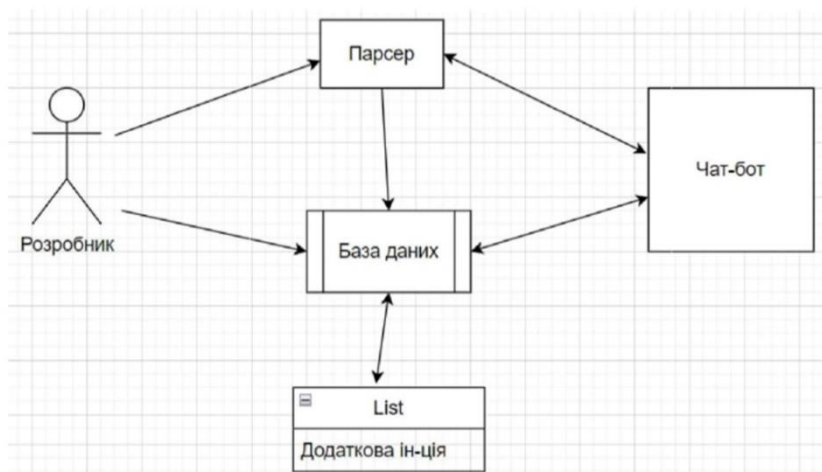 Парсер
Чат-бот
Розробник
База даних
List
Додаткова ін-ція